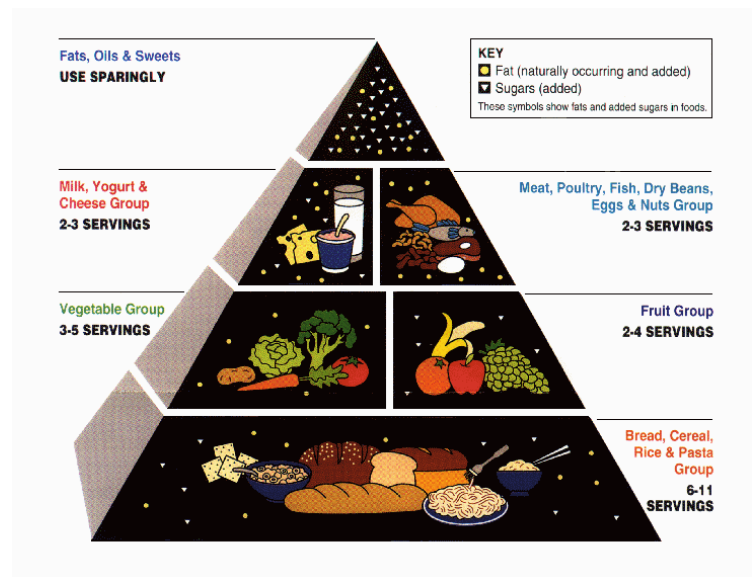 Fats, Oils & Sweets
USE SPARINGLY
KEY
Fat (naturally occurring and added)
Sugars (added)
These symbols show fats and added sugars in foods.
Milk, Yogurt &
Cheese Group
2-3 SERVINGS
Meat, Poultry, Fish, Dry Beans,
Eggs & Nuts Group
2-3 SERVINGS
Vegetable Group
3-5 SERVINGS
Fruit Group
2-4 SERVINGS
Bread, Cereal,
Rice & Pasta
Group
6-11
SERVINGS